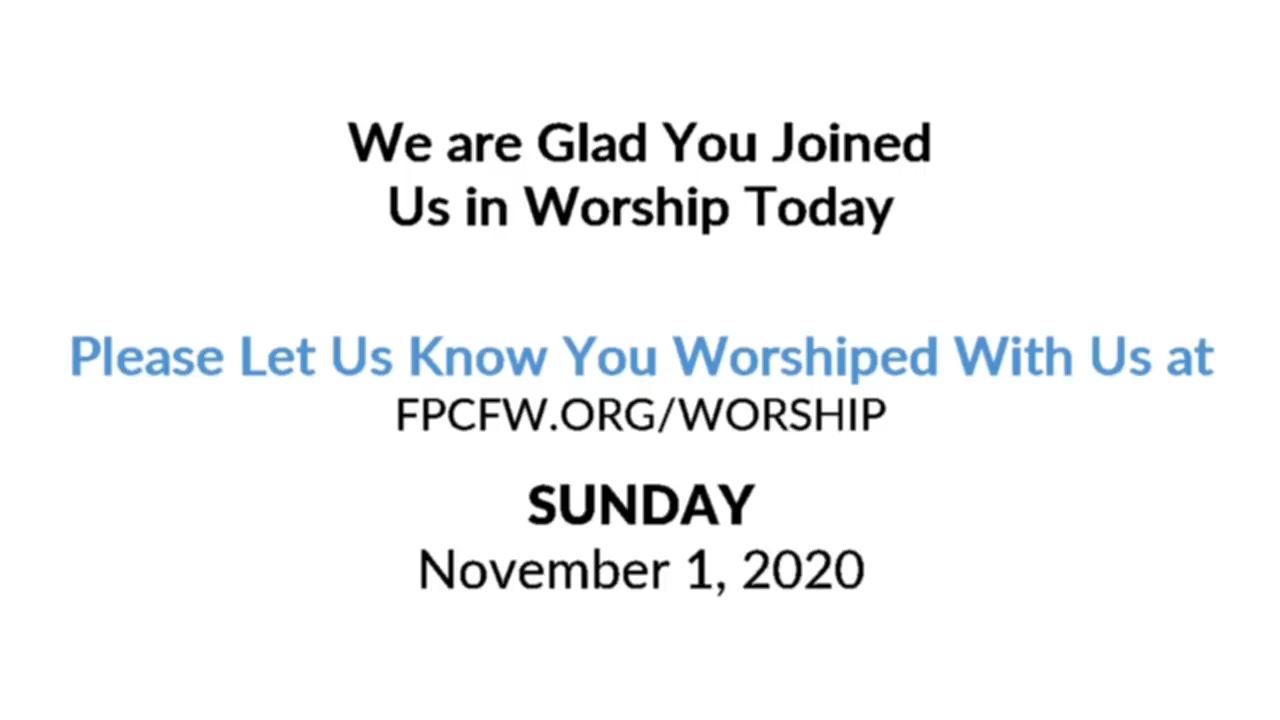 We are Glad You Joined
Us in Worship Today
Please Let Us Know You Worshiped With Us at
FPCFW.ORG/WORSHIP
SUNDAY
November 1, 2020